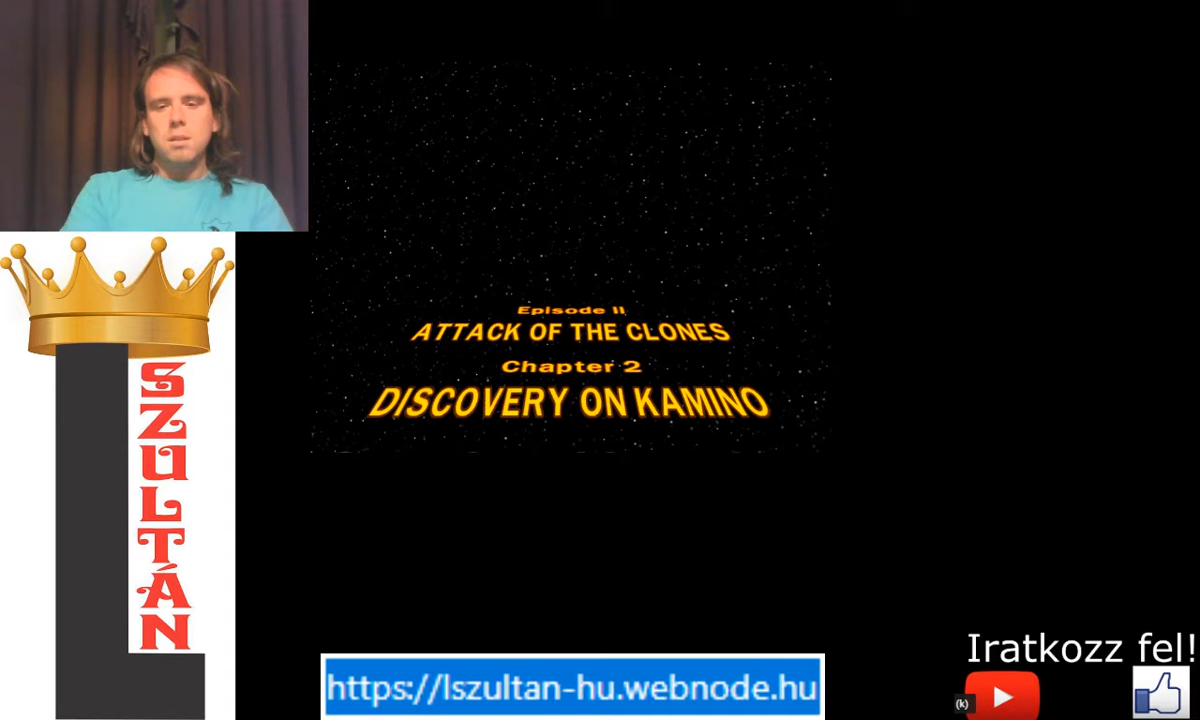 Episode II
ATTACK OF THE CLONES
Chapter 2
DISCOVERY ON KAMINO
L
SZULTÁN
https://lszultan-hu.webnode.hu
Iratkozz fel!
(k)